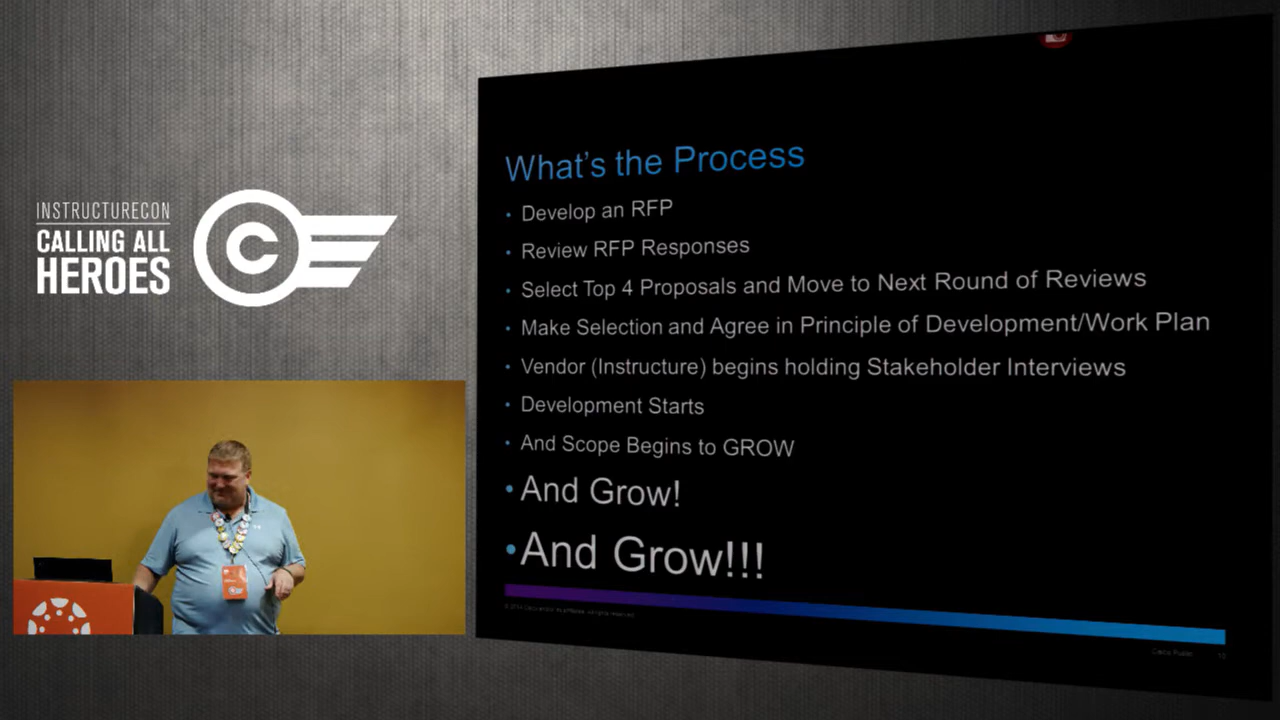 INSTRUCTURECON
CALLING ALL
HEROES
C
What's the Process
• Develop an RFP
• Review RFP Responses
• Select Top 4 Proposals and Move to Next Round of Reviews
• Make Selection and Agree in Principle of Development/Work Plan
• Vendor (Instructure) begins holding Stakeholder Interviews
• Development Starts
• And Scope Begins to GROW
• And Grow!
• And Grow!!!